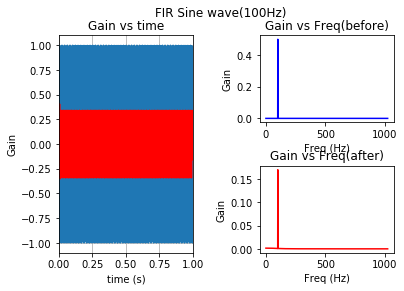 FIR Sine wave(100Hz)
Gain vs time
1.00
0.75
0.50
0.25
0.00
−0.25
−0.50
−0.75
−1.00
Gain
0.00 0.25 0.50 0.75 1.00
time (s)
Gain vs Freq(before)
0.4
0.2
0.0
Gain
0 500 1000
Freq (Hz)
Gain vs Freq(after)
0.15
0.10
0.05
0.00
Gain
0 500 1000
Freq (Hz)